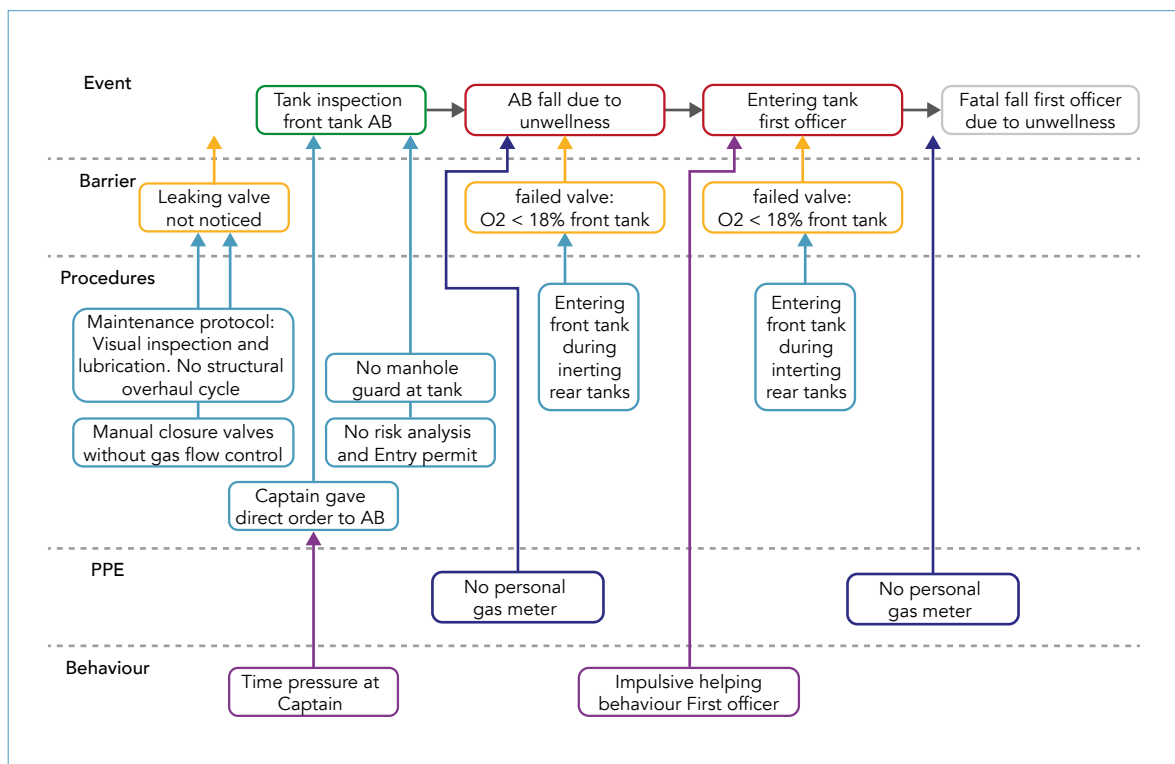 Event
Tank inspection
front tank AB
AB fall due to
unwellness
Entering tank
first officer
Fatal fall first officer
due to unwellness
Barrier
Leaking valve
not noticed
failed valve:
O2 < 18% front tank
failed valve:
O2 < 18% front tank
Procedures
Maintenance protocol:
Visual inspection and
lubrication. No structural
overhaul cycle
Manual closure valves
without gas flow control
Captain gave
direct order to AB
No manhole
guard at tank
No risk analysis
and Entry permit
Entering
front tank
during
inerting
rear tanks
Entering
front tank
during
interting
rear tanks
PPE
No personal
gas meter
No personal
gas meter
Behaviour
Time pressure at
Captain
Impulsive helping
behaviour First officer